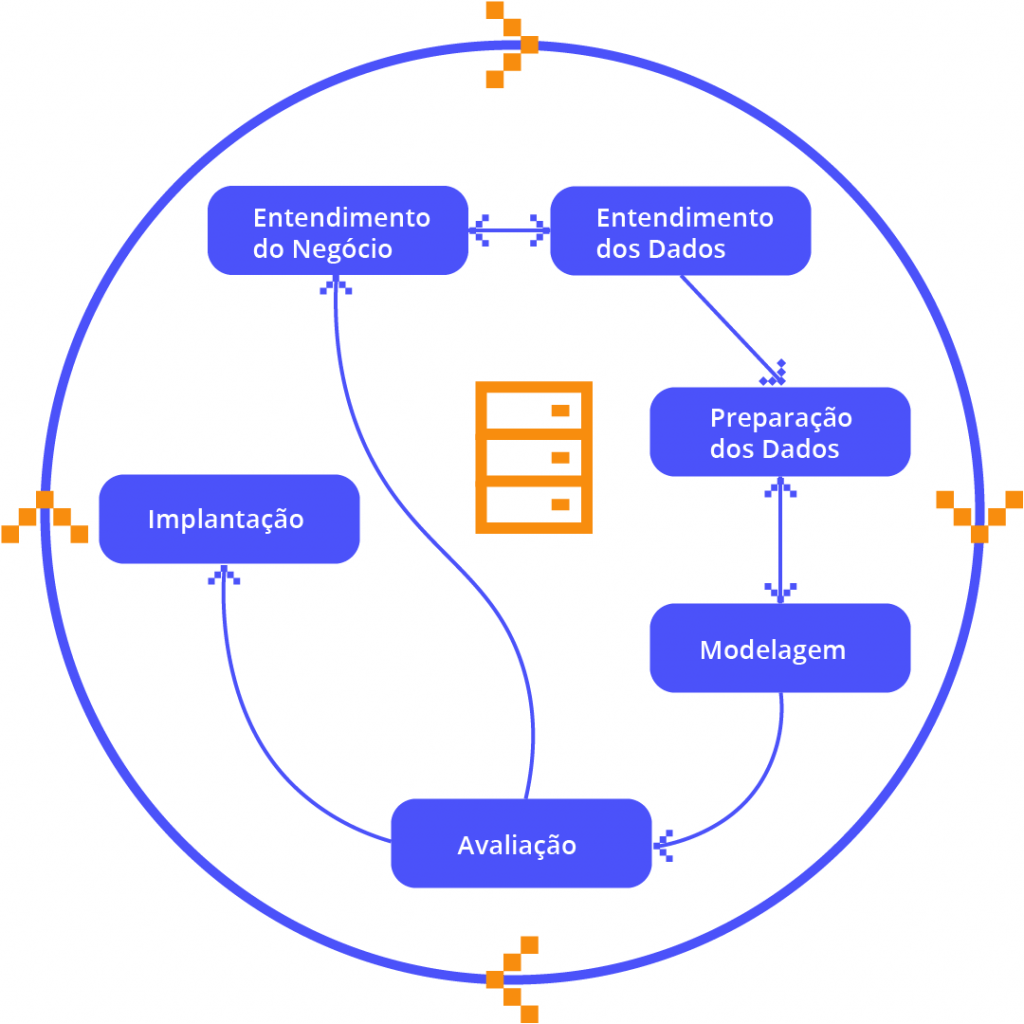 Entendimento
do Negócio
Entendimento
dos Dados
Preparação
dos Dados
Implantação
Modelagem
Avaliação